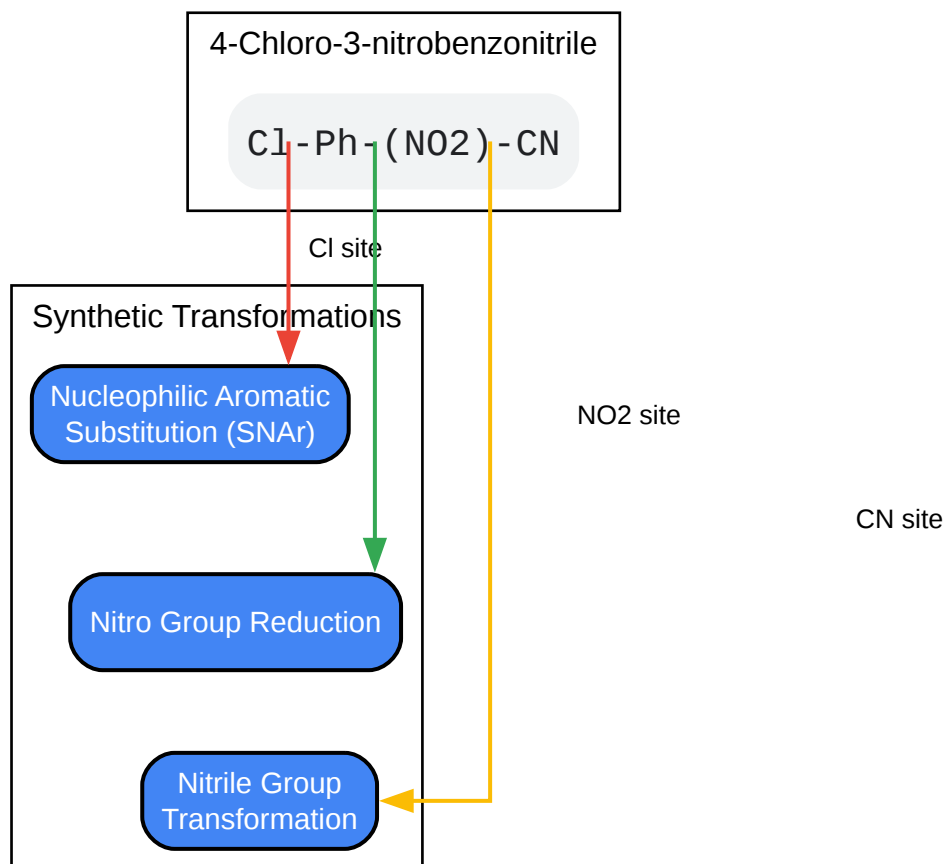 4-Chloro-3-nitrobenzonitrile
Cl-Ph-(NO2)-CN
Cl site
Synthetic Transformations
Nucleophilic Aromatic
Substitution (SNAr)
NO2 site
CN site
Nitro Group Reduction
Nitrile Group
Transformation